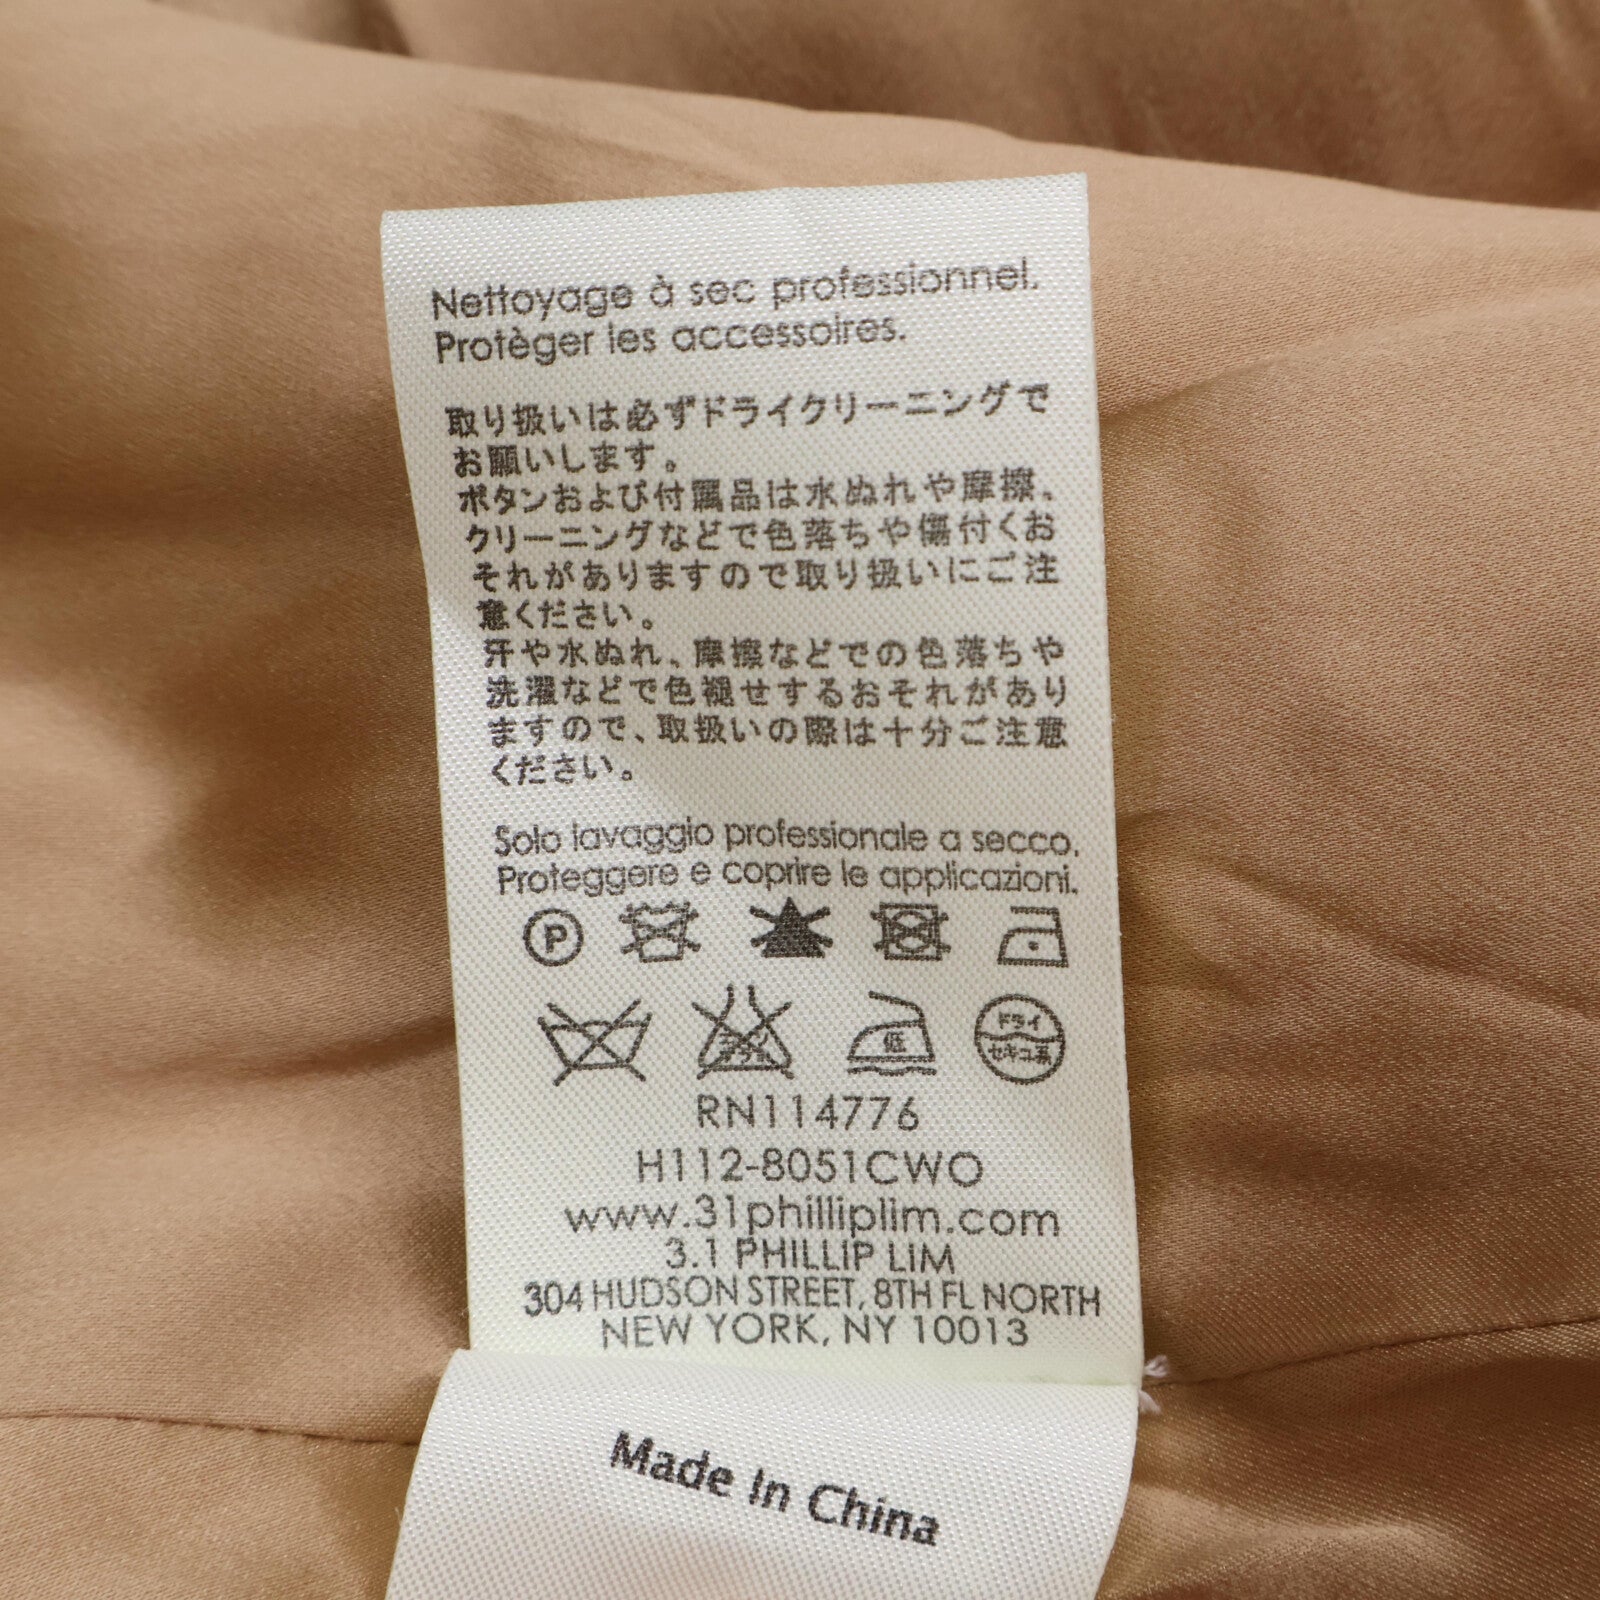 Nettoyage à sec professionnel.
Protèger les accessoires.
取り扱いは必ずドライクリーニングで
お願いします。
ボタンおよび付属品は水ぬれや摩擦、
クリーニングなどで色落ちや傷付くお
それがありますので取り扱いにご注
意ください。
汗や水ぬれ、摩擦などでの色落ちや
洗濯などで色褪せするおそれがあり
ますので、取扱いの際は十分ご注意
ください。
Solo lavaggio professionale a secco.
Proteggere e coprire le applicazioni.
P
低 ドライ
セキユ系
RN114776
H112-8051CWO
www.31philliplim.com
3.1 PHILLIP LIM
304 HUDSON STREET, 8TH FL NORTH
NEW YORK, NY 10013
Made In China